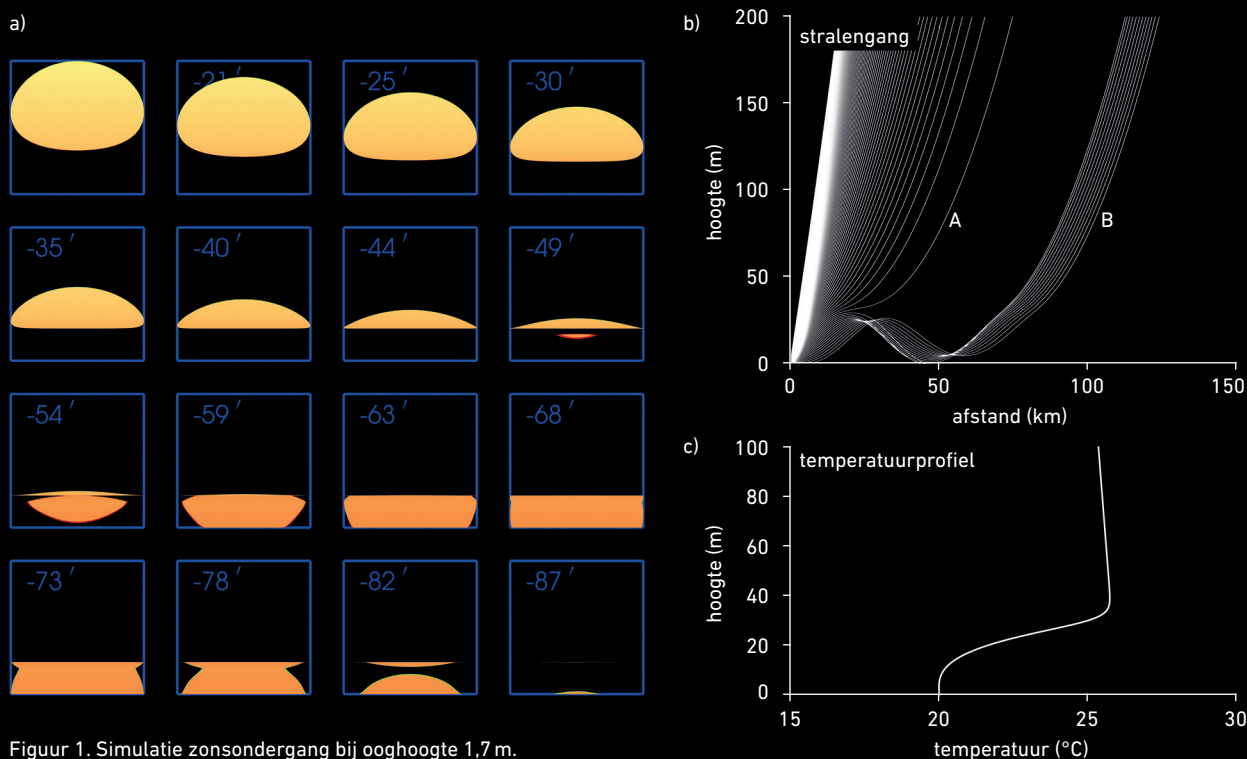 a)
-21 ′
-25 ′
-30 ′
-35 ′
-40 ′
-44 ′
-49 ′
-54 ′
-59 ′
-63 ′
-68 ′
-73 ′
-78 ′
-82 ′
-87 ′
Figuur 1. Simulatie zonsondergang bij ooghoogte 1,7 m.
b)
stralengang
hoogte (m)
200
150
100
50
0
A
B
0
50
100
150
afstand (km)
c)
temperatuurprofiel
hoogte (m)
100
80
60
40
20
0
15
20
25
30
temperatuur (°C)